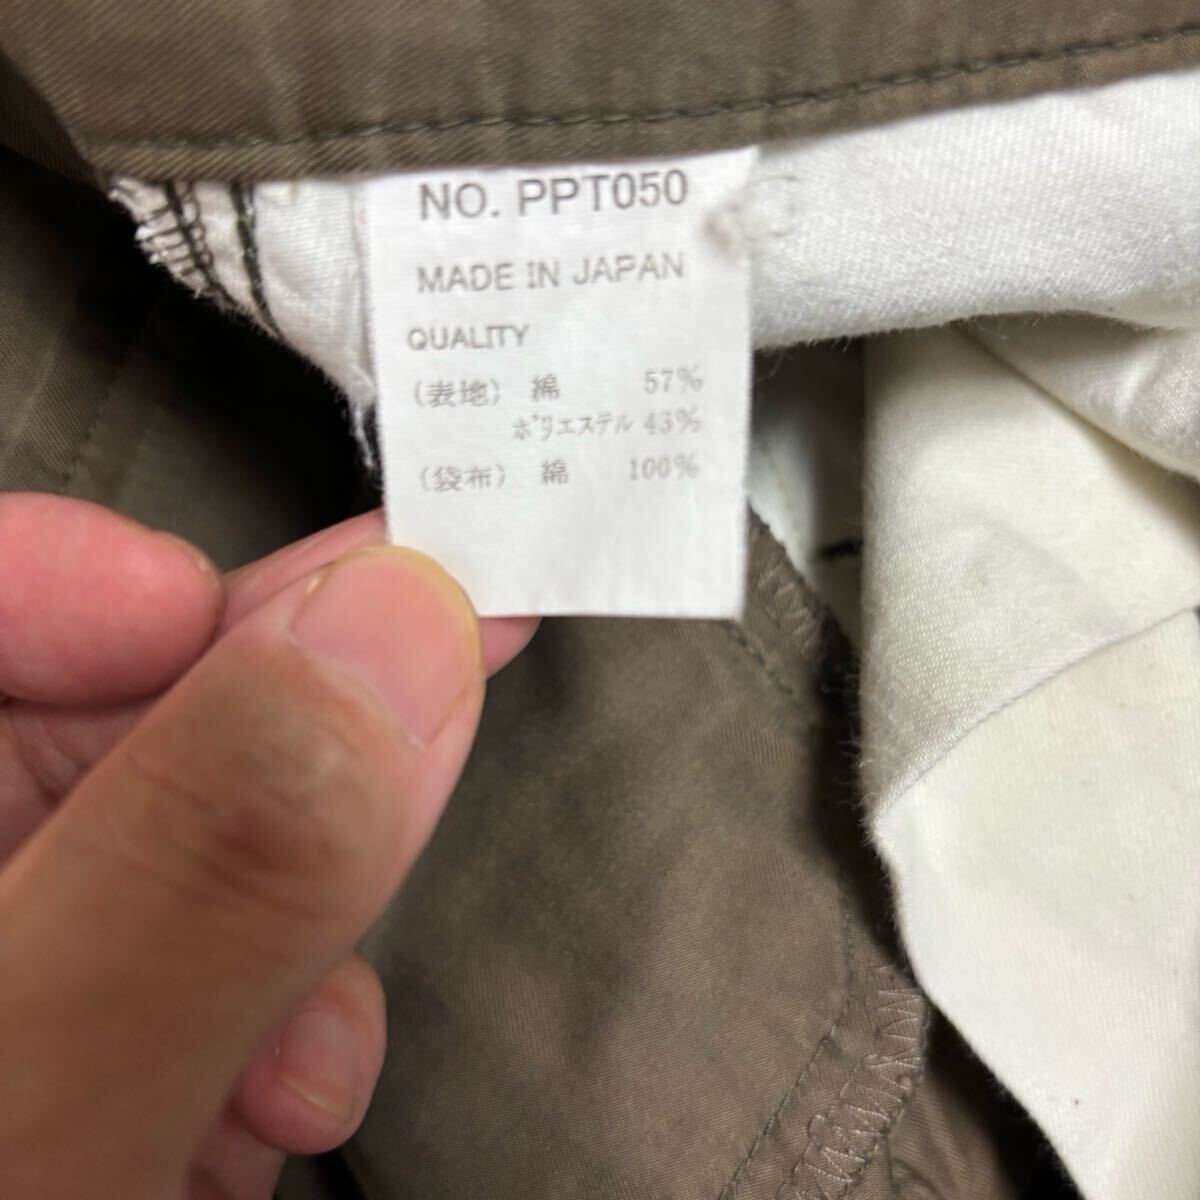 NO. PPT050
MADE IN JAPAN
QUALITY
(表地) 綿 57%
ポリエステル 43%
(袋布) 綿 100%